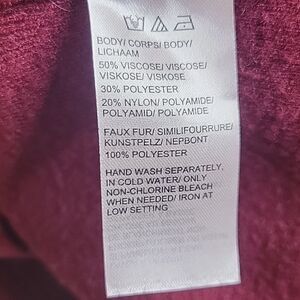 BODY/ CORPS/ BODY/
LICHAAM
50% VISCOSE/ VISCOSE/
VISKOSE/ VISKOSE
30% POLYESTER
20% NYLON/ POLYAMIDE/
POLYAMID/ POLYAMIDE
FAUX FUR/ SIMILIFOURRURE/
KUNSTPELZ/ NEPBONT
100% POLYESTER
HAND WASH SEPARATELY,
IN COLD WATER/ ONLY
NON-CHLORINE BLEACH
WHEN NEEDED/ IRON AT
LOW SETTING